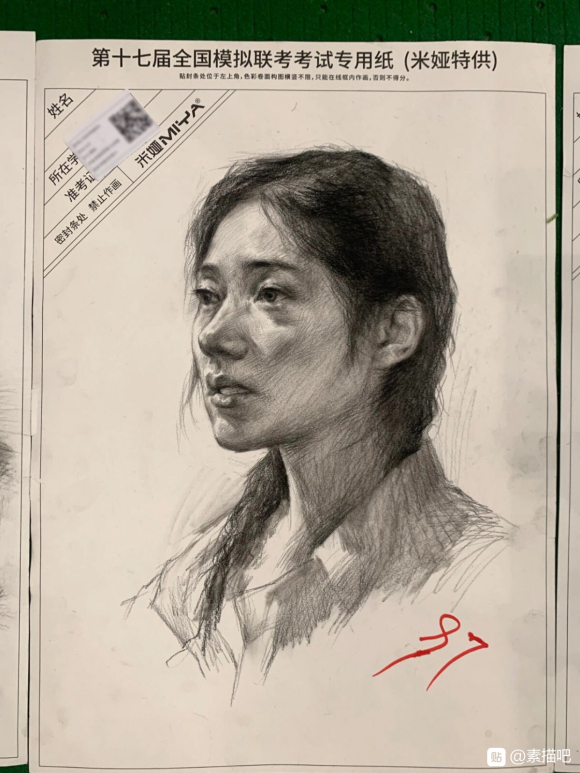 第十七届全国模拟联考考试专用纸 (米娅特供)
贴封条处位于左上角,色彩卷面构图横竖不限,只能在线框内作画,否则不得分。
姓名
所在学
准考证
密封条处 禁止作画
米娅MIYA®
贴 @素描吧